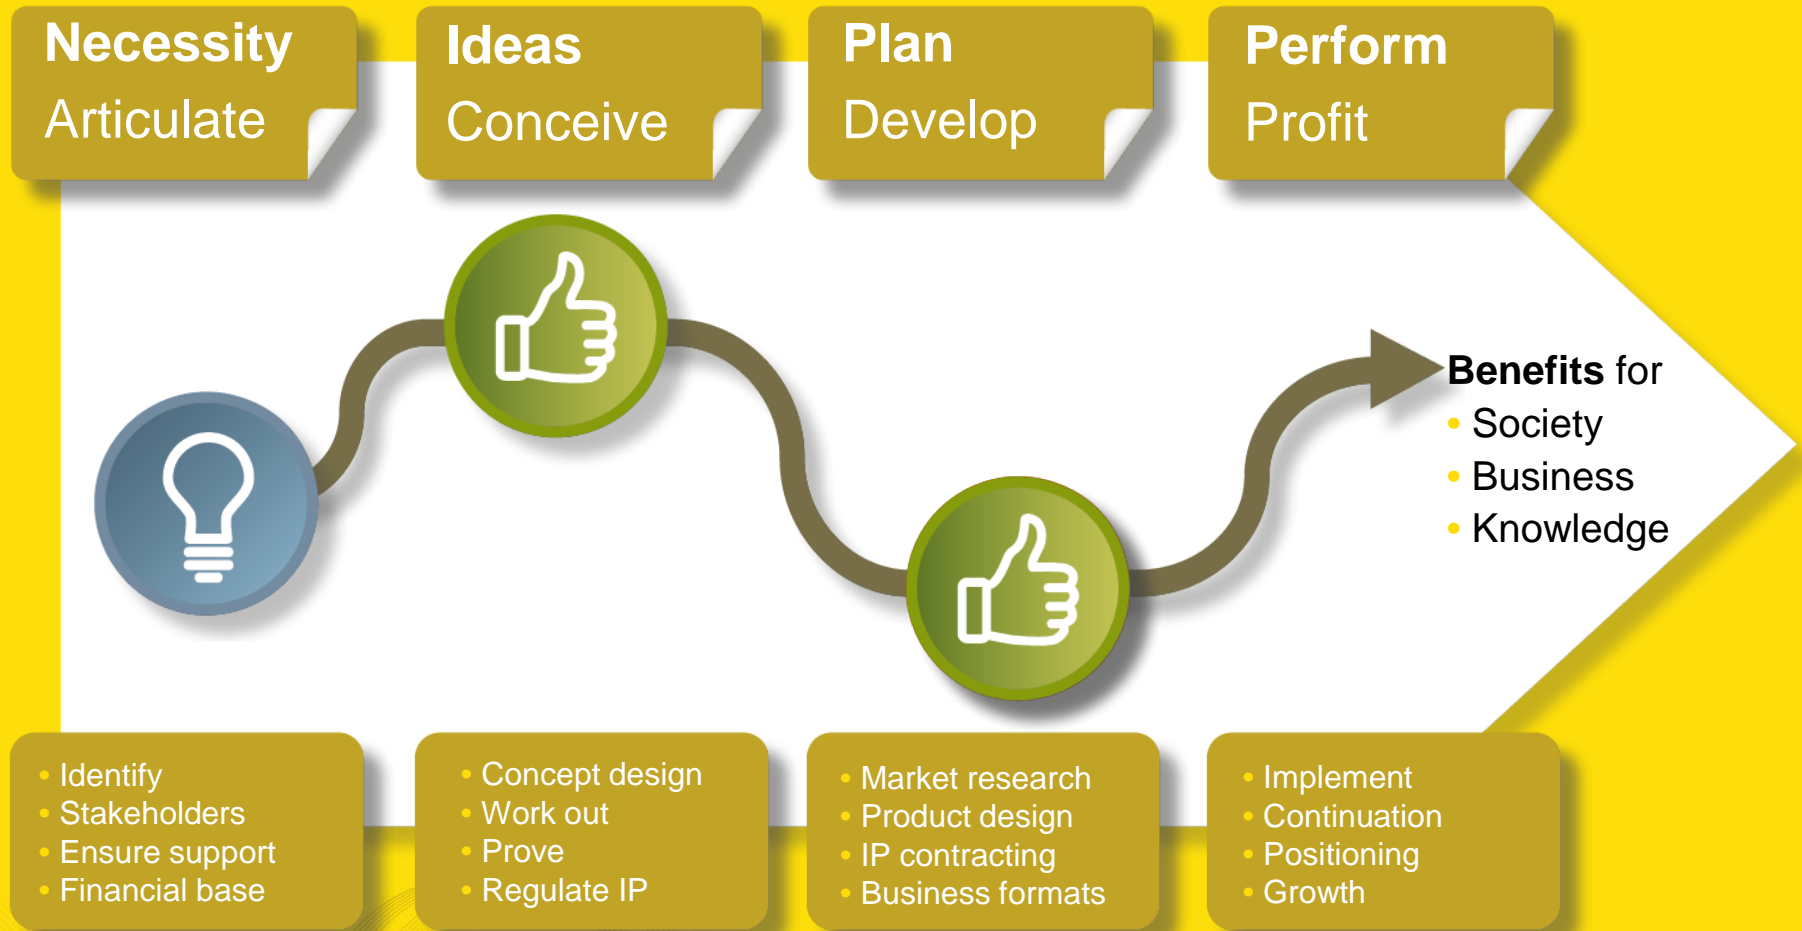 Necessity
Articulate
Ideas
Conceive
Plan
Develop
Perform
Profit
Benefits for
• Society
• Business
• Knowledge
• Identify
• Stakeholders
• Ensure support
• Financial base
• Concept design
• Work out
• Prove
• Regulate IP
• Market research
• Product design
• IP contracting
• Business formats
• Implement
• Continuation
• Positioning
• Growth